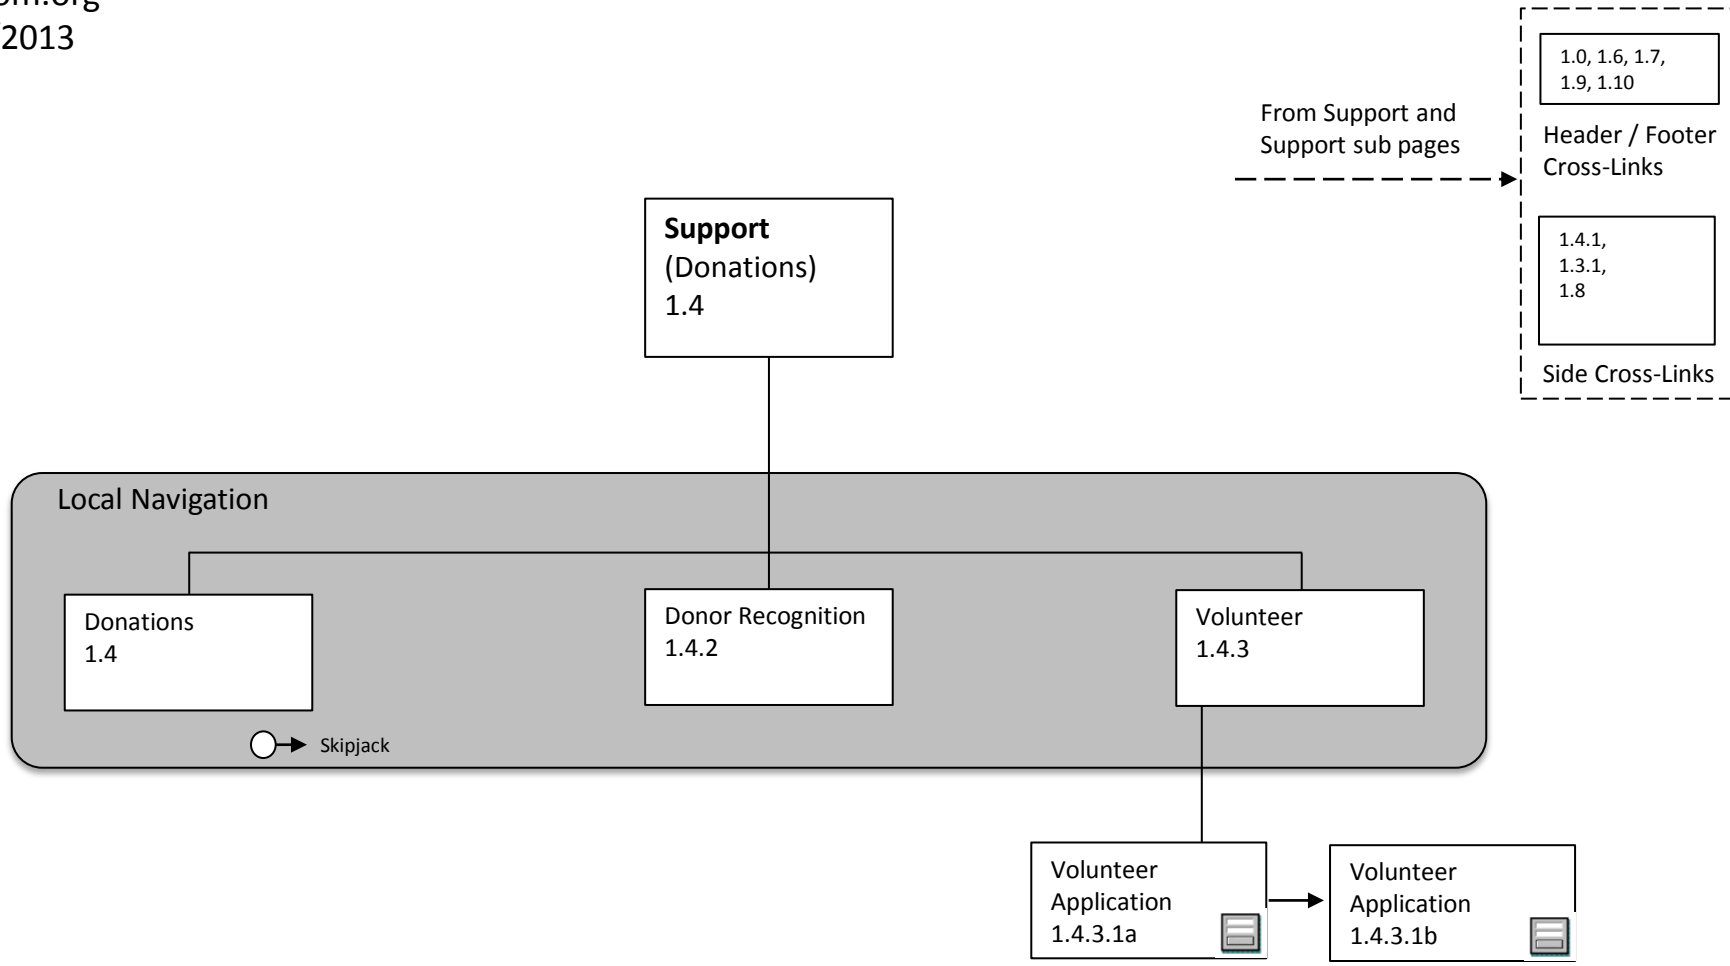 /2013
1.0, 1.6, 1.7,
1.9, 1.10
From Support and
Support sub pages
Header / Footer
Cross-Links
1.4.1,
1.3.1,
1.8
Side Cross-Links
Support
(Donations)
1.4
Local Navigation
Donations
1.4
Donor Recognition
1.4.2
Volunteer
1.4.3
Skipjack
Volunteer
Application
1.4.3.1a
Volunteer
Application
1.4.3.1b